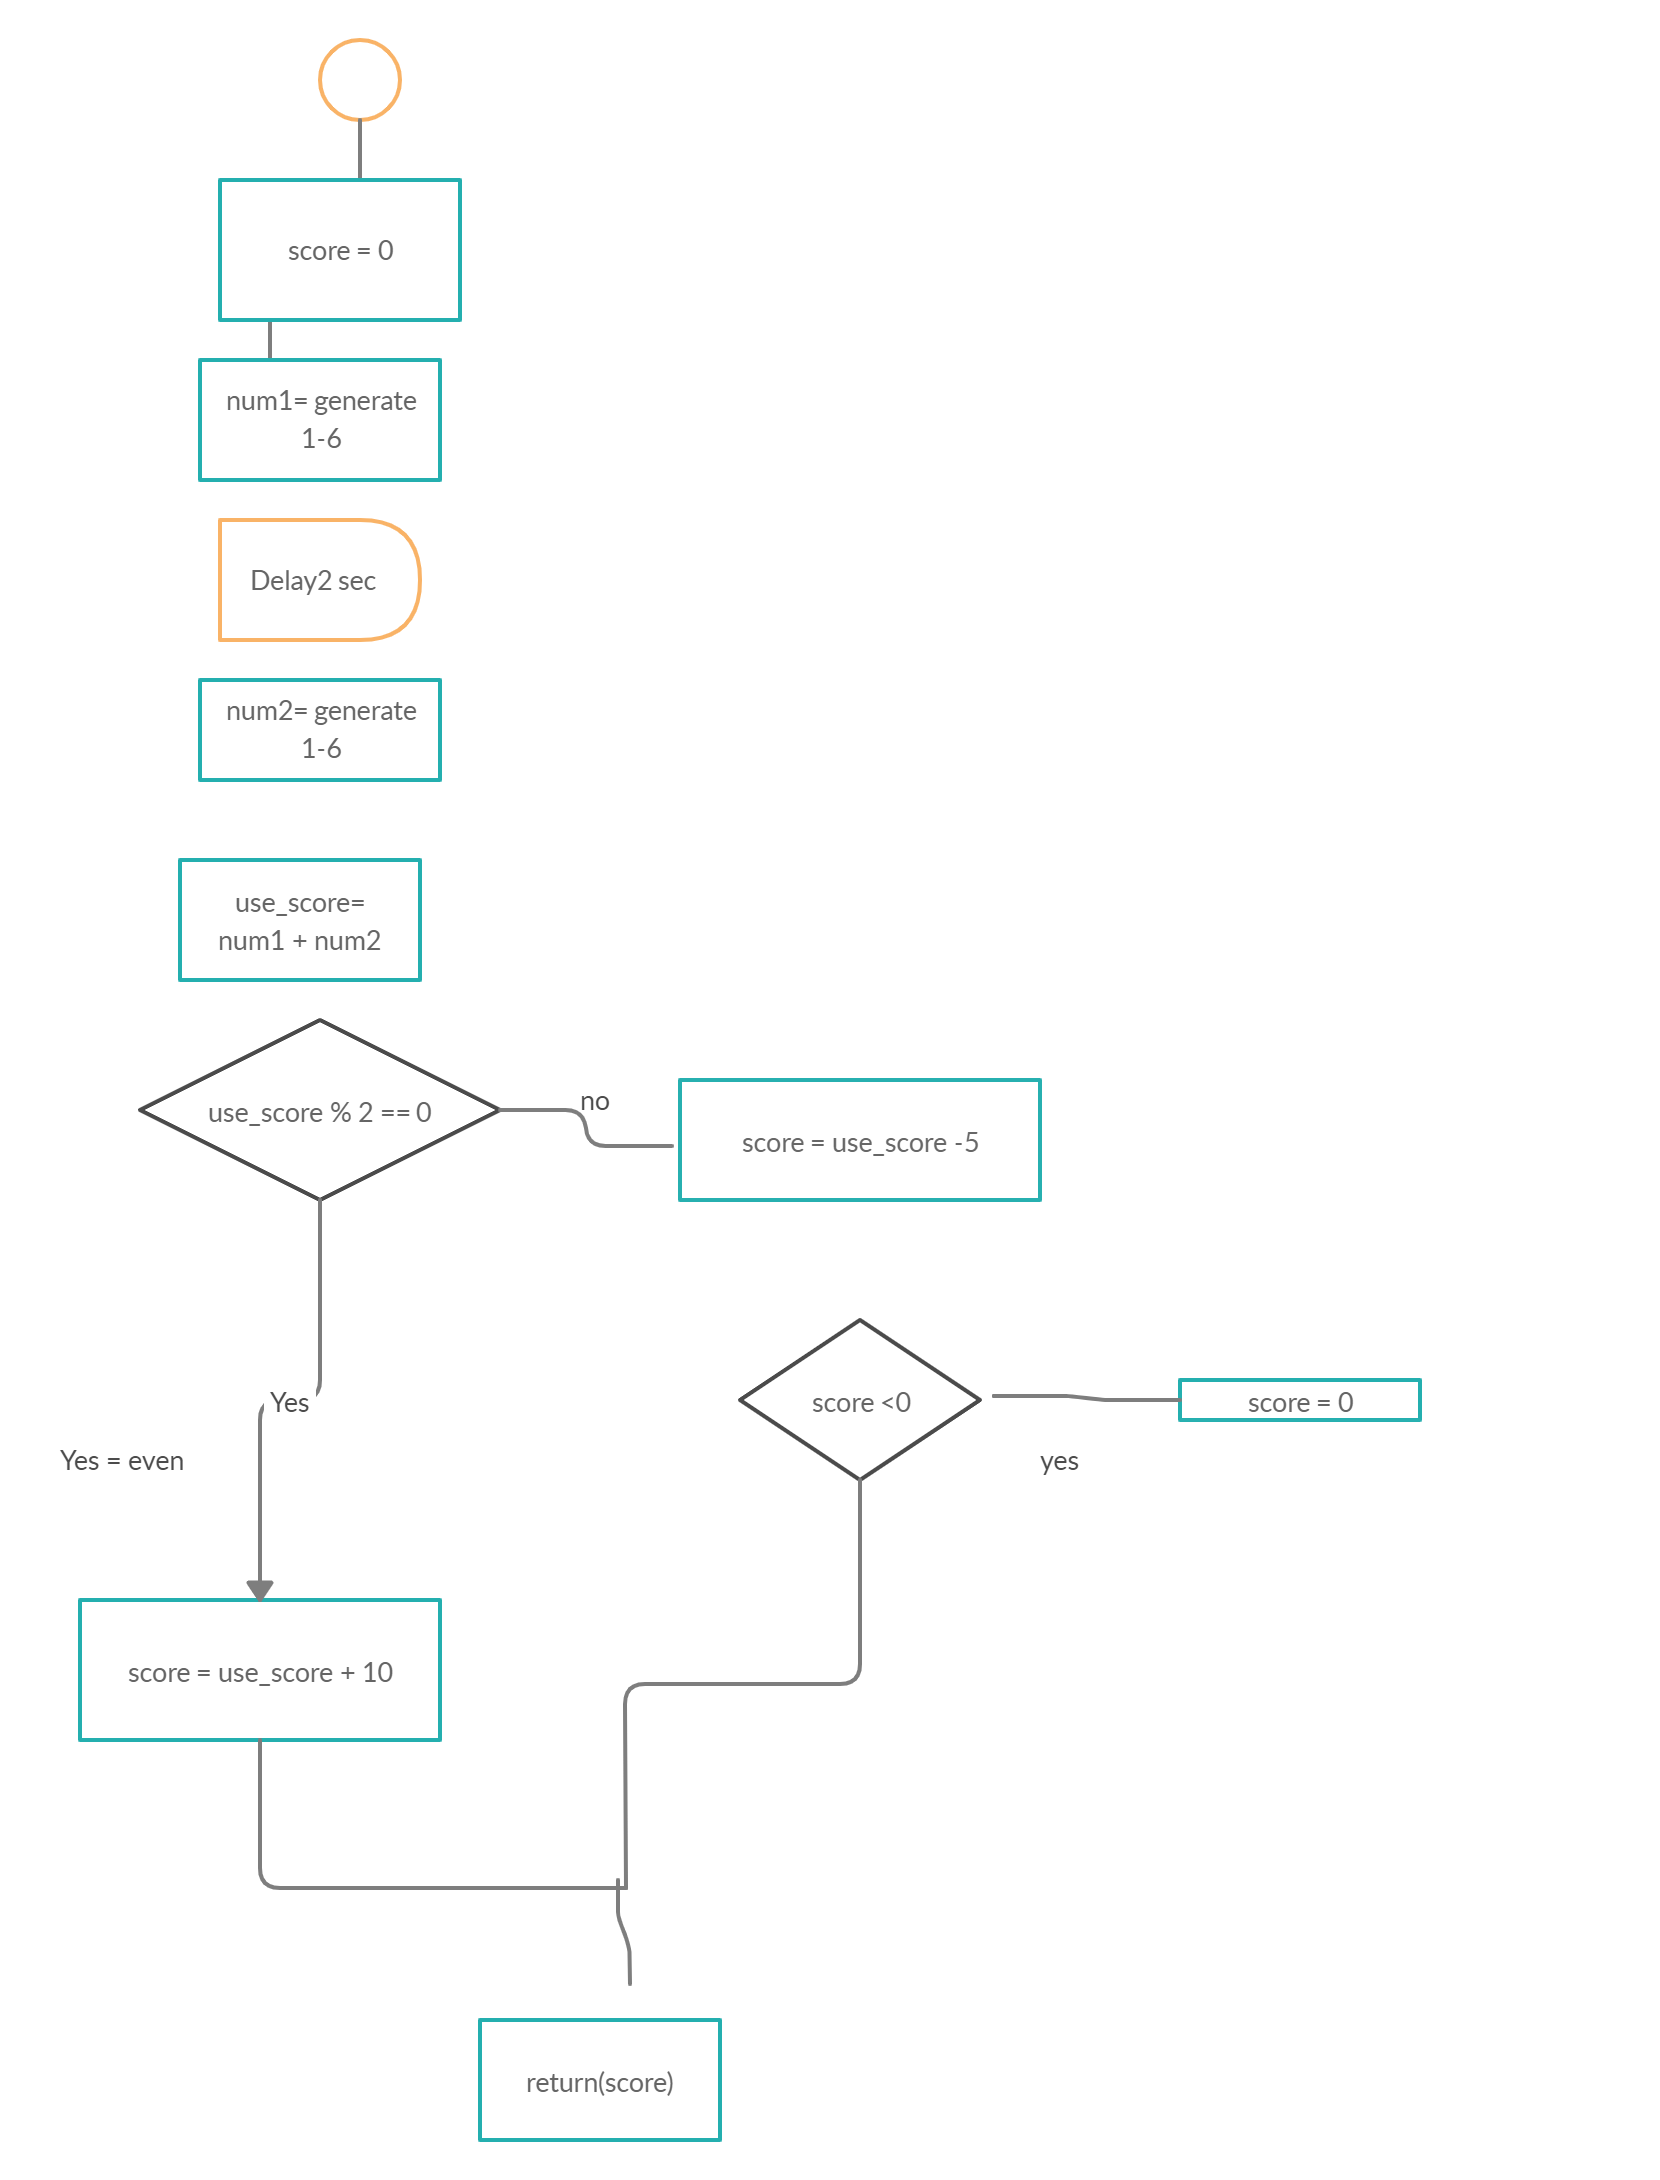 score = 0
num1= generate
1-6
Delay2 sec
num2= generate
1-6
use_score=
num1 + num2
use_score % 2 == 0
no
score = use_score -5
Yes
Yes = even
score <0
yes
score = 0
score = use_score + 10
return(score)